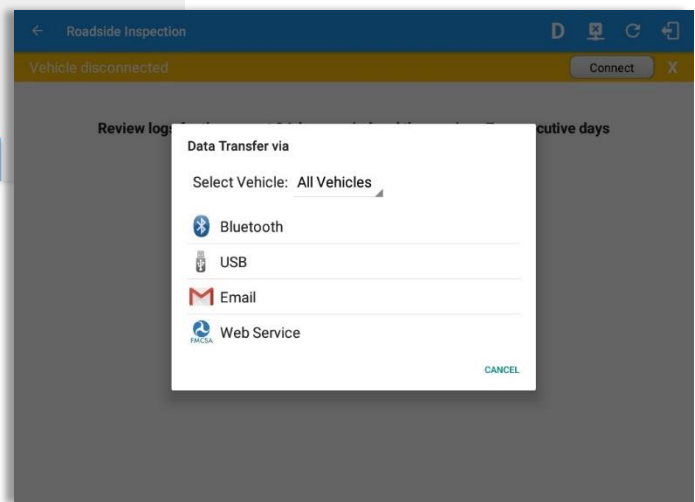 Roadside Inspection D
Vehicle disconnected Connect X
Review logs cutive days
Data Transfer via
Select Vehicle: All Vehicles
Bluetooth
USB
Email
FMCSA Web Service
CANCEL